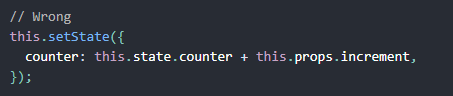 // Wrong
this.setState({
  counter: this.state.counter + this.props.increment,
});